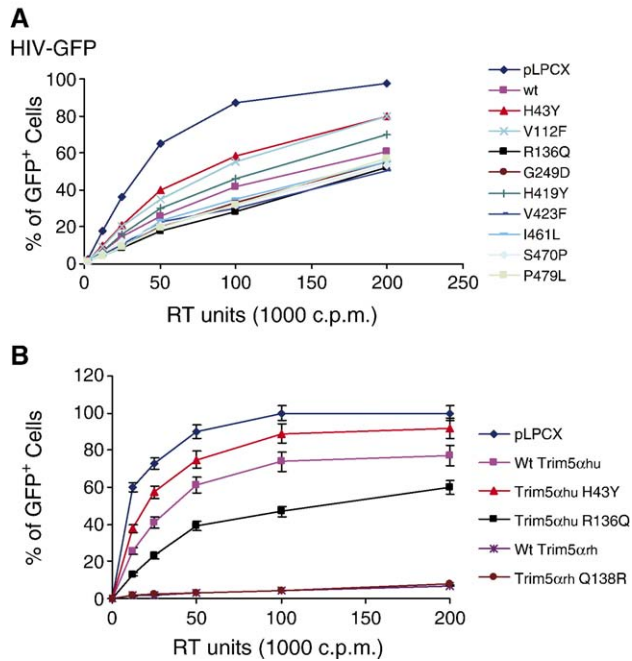 A
HIV-GFP
100
80
60
40
20
0
% of GFP+ Cells
0 50 100 150 200 250
RT units (1000 c.p.m.)
pLPCX
wt
H43Y
V112F
R136Q
G249D
H419Y
V423F
I461L
S470P
P479L
B
120
100
80
60
40
20
0
% of GFP+ Cells
0 50 100 150 200
RT units (1000 c.p.m.)
pLPCX
Wt Trim5αhu
Trim5αhu H43Y
Trim5αhu R136Q
Wt Trim5αrh
Trim5αrh Q138R